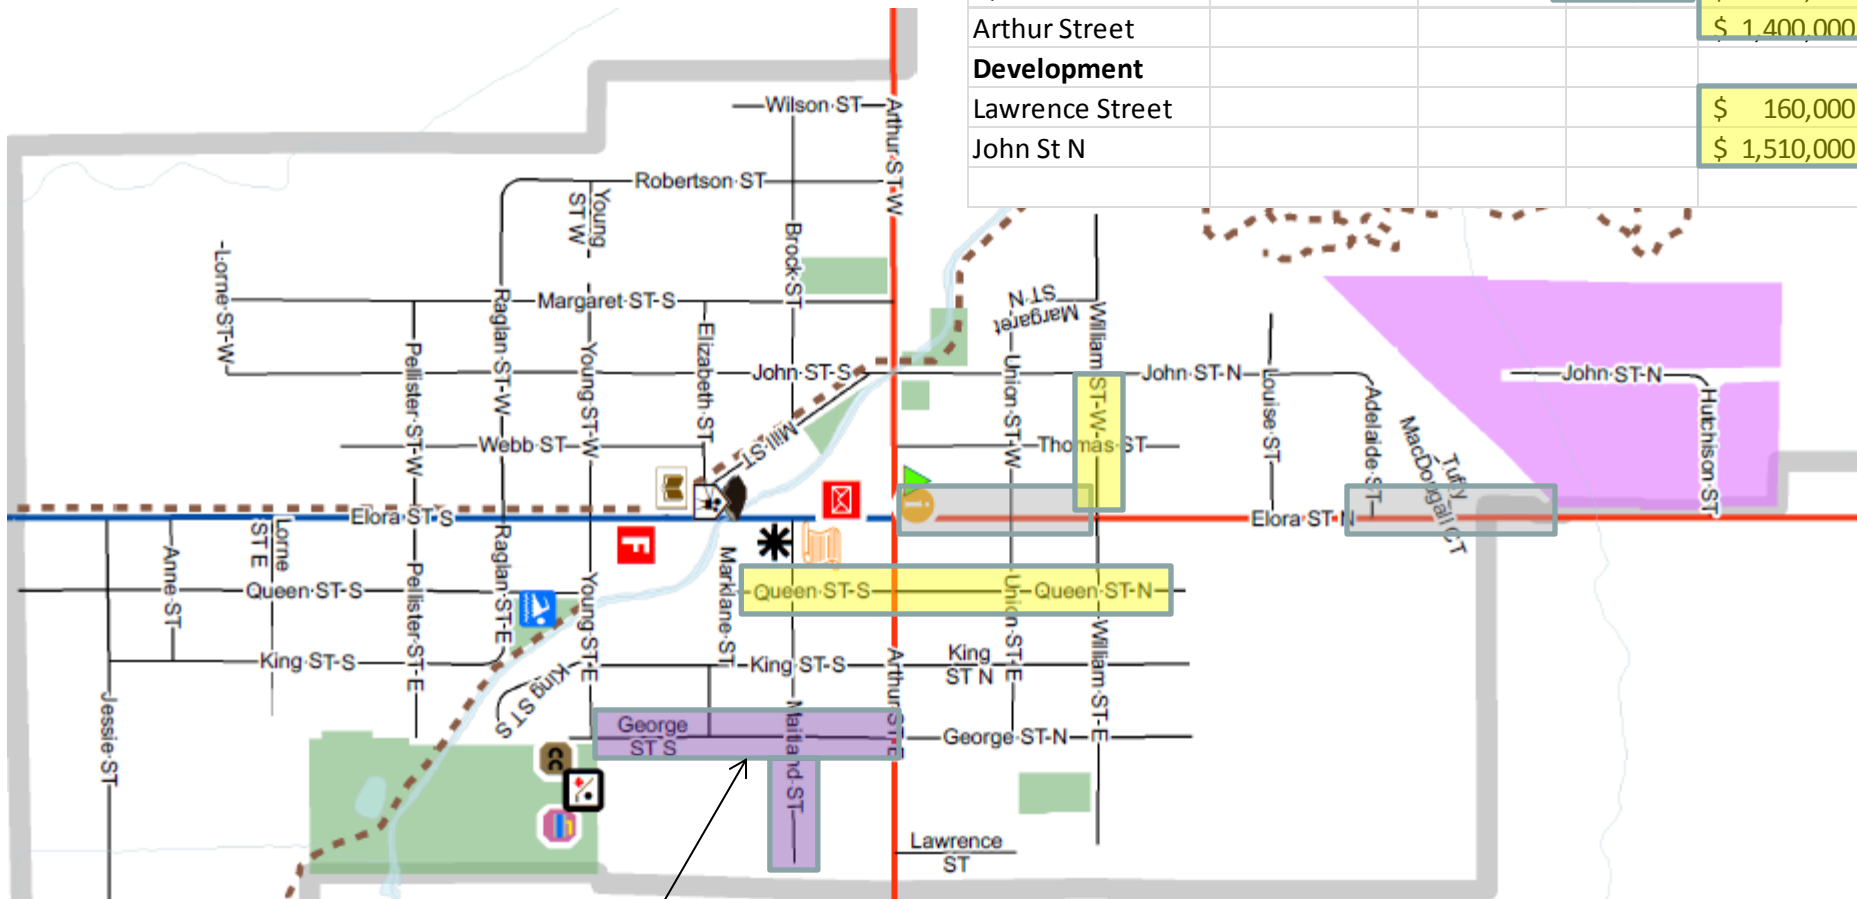 Arthur Street $ 1,400,000
Development
Lawrence Street $ 160,000
John St N $ 1,510,000
Wilson ST
Arthur ST W
Robertson ST
Young
ST W
Brock ST
Lorne ST W
Raglan ST W
Margaret ST S
Margaret
ST N
William ST W
Elizabeth ST
Pellister ST W
Young ST W
John ST S
Union ST W
John ST N
Louise ST
Adelaide ST
John ST N
Hutchison ST
Webb ST
Mill ST
Thomas ST
Tuffy
MacDougall CT
Elora ST S
Elora ST N
i
F
Lorne
ST E
Anne ST
Raglan ST E
Pellister ST E
Young ST E
Marklane ST
Queen ST S
Queen ST S
Queen ST N
Union ST E
William ST E
King ST S
King ST S
King ST S
King
ST N
Arthur ST E
Jessie ST
George
ST S
Maitland ST
George ST N
CC
Lawrence
ST